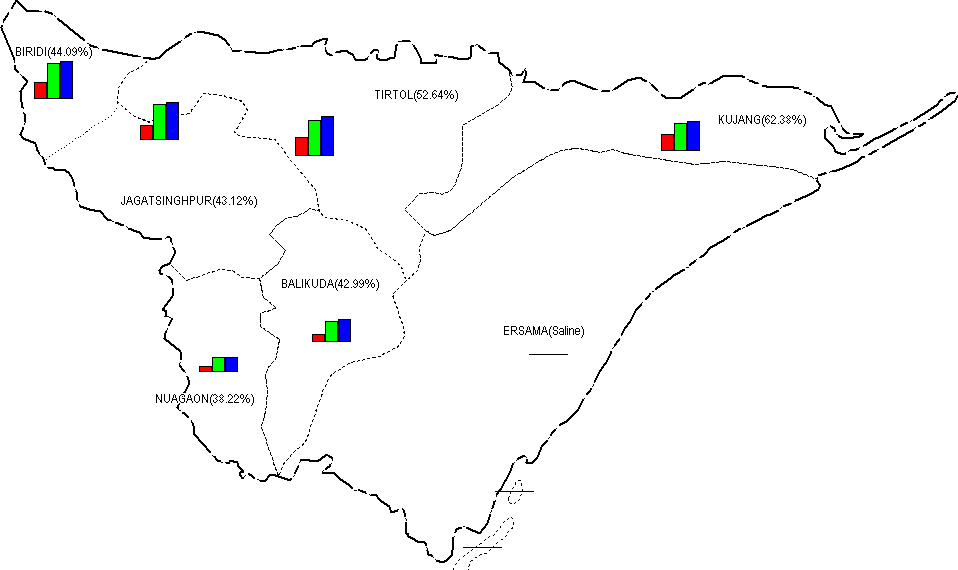 BIRIDI(44.09%)
TIRTOL(52.64%)
KUJANG(62.38%)
JAGATSINGHPUR(43.12%)
BALIKUDA(42.99%)
ERSAMA(Saline)
NUAGAON(38.22%)